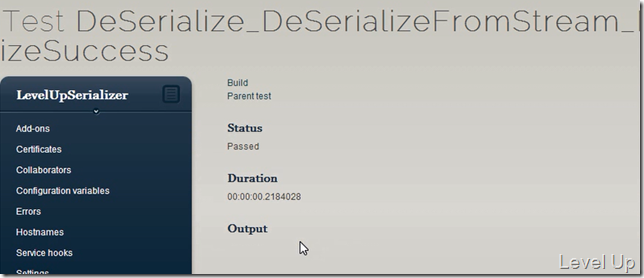 Test DeSerialize_DeSerializeFromStream_
izeSuccess
LevelUpSerializer
Add-ons
Certificates
Collaborators
Configuration variables
Errors
Hostnames
Service hooks
Settings
Build
Parent test
Status
Passed
Duration
00:00:00.2184028
Output
Level Up